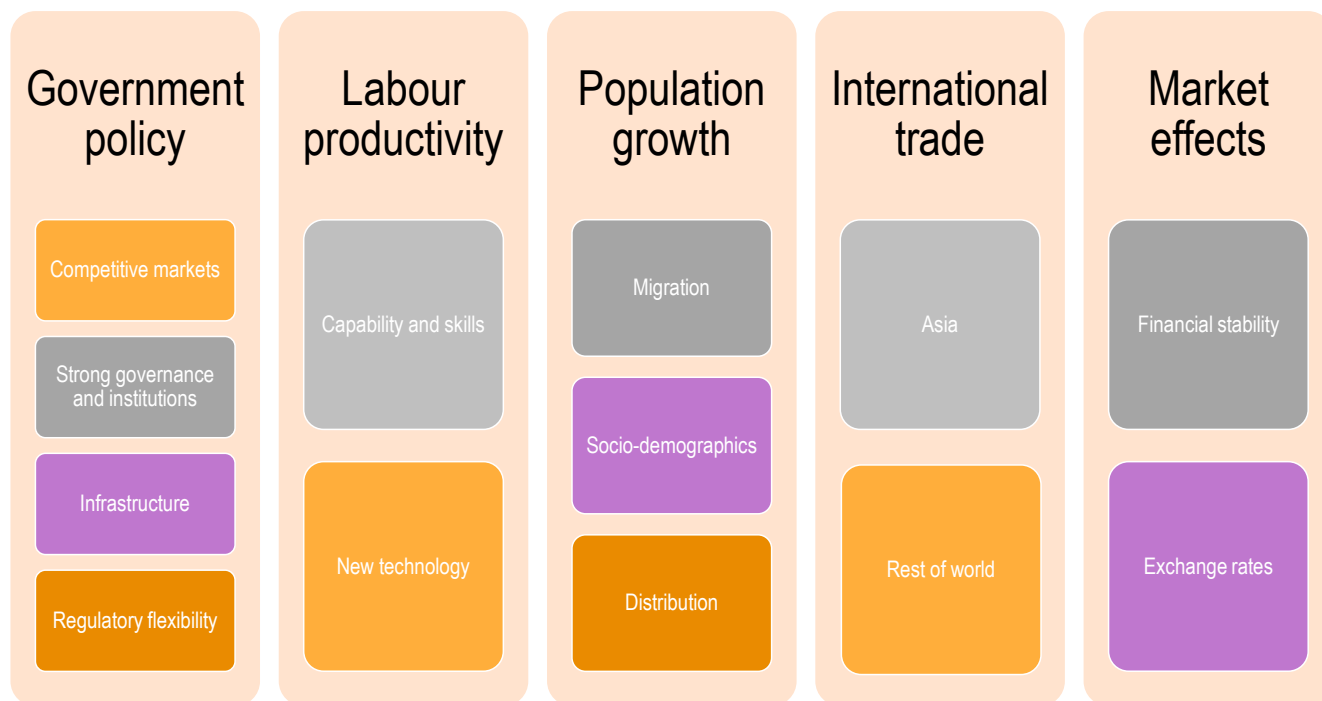 Government
policy
Competitive markets
Strong governance
and institutions
Infrastructure
Regulatory flexibility
Labour
productivity
Capability and skills
New technology
Population
growth
Migration
Socio-demographics
Distribution
International
trade
Asia
Rest of world
Market
effects
Financial stability
Exchange rates